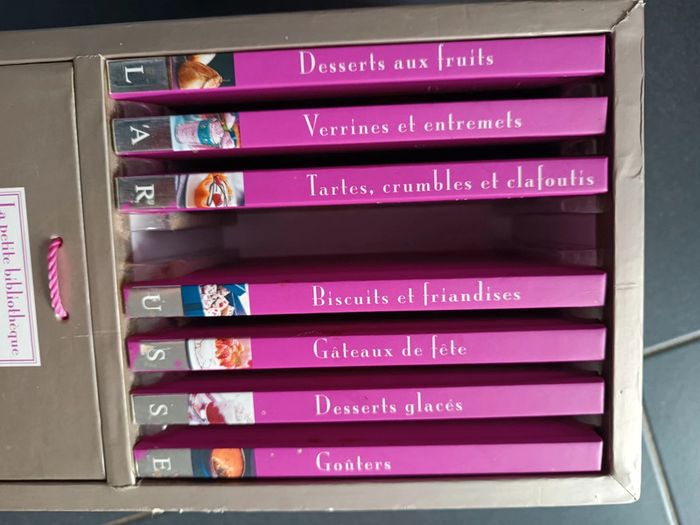 L Desserts aux fruits
'A Verrines et entremets
R Tartes, crumbles et clafoutis
U Biscuits et friandises
S Gâteaux de fête
S Desserts glacés
E Goûters
La petite bibliothèque